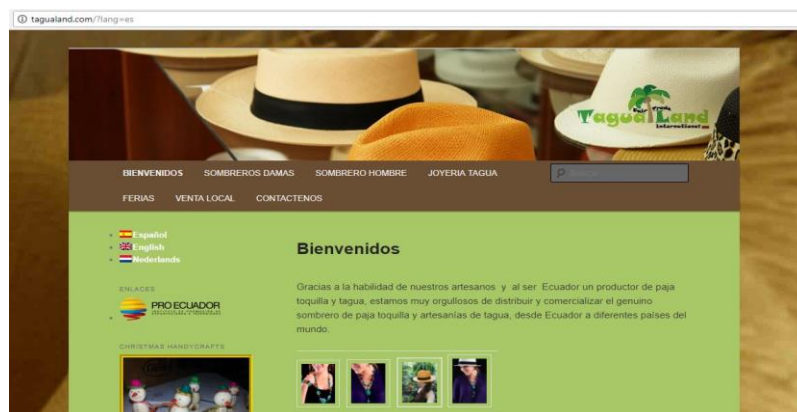 tagualand.com/?lang=es
Fair Trade
Tagua Land
International
BIENVENIDOS SOMBREROS DAMAS SOMBRERO HOMBRE JOYERIA TAGUA
FERIAS VENTA LOCAL CONTACTENOS
Español
English
Nederlands
ENLACES
PRO ECUADOR
CHRISTMAS HANDYCRAFTS
Bienvenidos
Gracias a la habilidad de nuestros artesanos y al ser Ecuador un productor de paja
toquilla y tagua, estamos muy orgullosos de distribuir y comercializar el genuino
sombrero de paja toquilla y artesanías de tagua, desde Ecuador a diferentes países del
mundo.